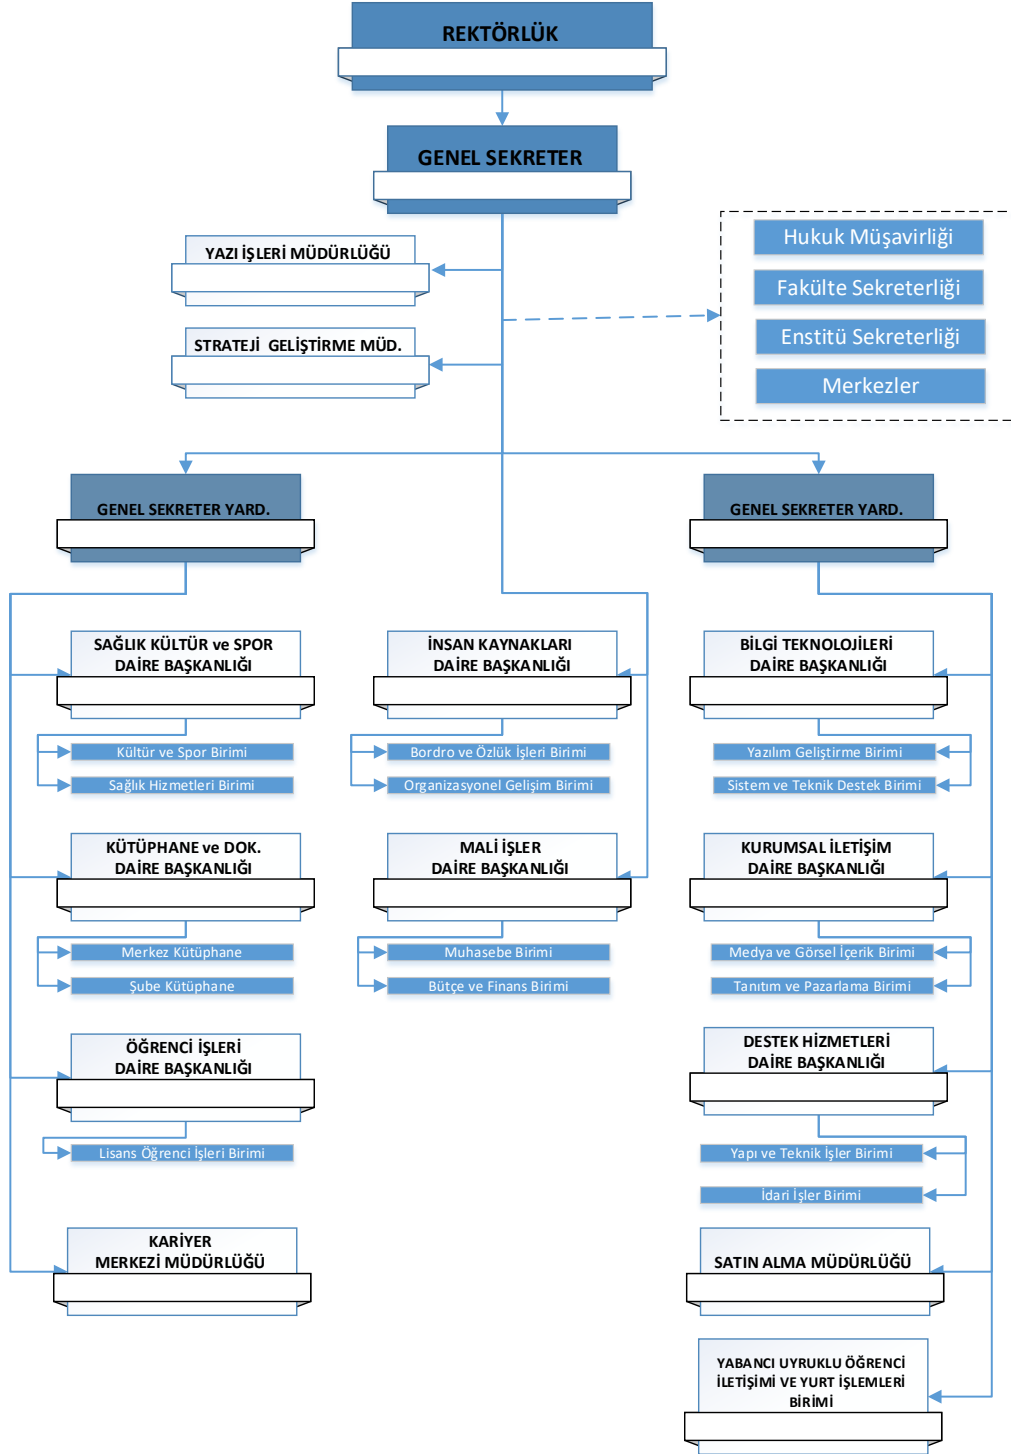 REKTÖRLÜK
GENEL SEKRETER
YAZI İŞLERİ MÜDÜRLÜĞÜ
STRATEJİ GELİŞTİRME MÜD.
Hukuk Müşavirliği
Fakülte Sekreterliği
Enstitü Sekreterliği
Merkezler
GENEL SEKRETER YARD.
SAĞLIK KÜLTÜR ve SPOR
DAİRE BAŞKANLIĞI
Kültür ve Spor Birimi
Sağlık Hizmetleri Birimi
KÜTÜPHANE ve DOK.
DAİRE BAŞKANLIĞI
Merkez Kütüphane
Şube Kütüphane
ÖĞRENCİ İŞLERİ
DAİRE BAŞKANLIĞI
Lisans Öğrenci İşleri Birimi
KARİYER
MERKEZİ MÜDÜRLÜĞÜ
İNSAN KAYNAKLARI
DAİRE BAŞKANLIĞI
Bordro ve Özlük İşleri Birimi
Organizasyonel Gelişim Birimi
MALİ İŞLER
DAİRE BAŞKANLIĞI
Muhasebe Birimi
Bütçe ve Finans Birimi
GENEL SEKRETER YARD.
BİLGİ TEKNOLOJİLERİ
DAİRE BAŞKANLIĞI
Yazılım Geliştirme Birimi
Sistem ve Teknik Destek Birimi
KURUMSAL İLETİŞİM
DAİRE BAŞKANLIĞI
Medya ve Görsel İçerik Birimi
Tanıtım ve Pazarlama Birimi
DESTEK HİZMETLERİ
DAİRE BAŞKANLIĞI
Yapı ve Teknik İşler Birimi
İdari İşler Birimi
SATIN ALMA MÜDÜRLÜĞÜ
YABANCI UYRUKLU ÖĞRENCİ
İLETİŞİMİ VE YURT İŞLEMLERİ
BİRİMİ